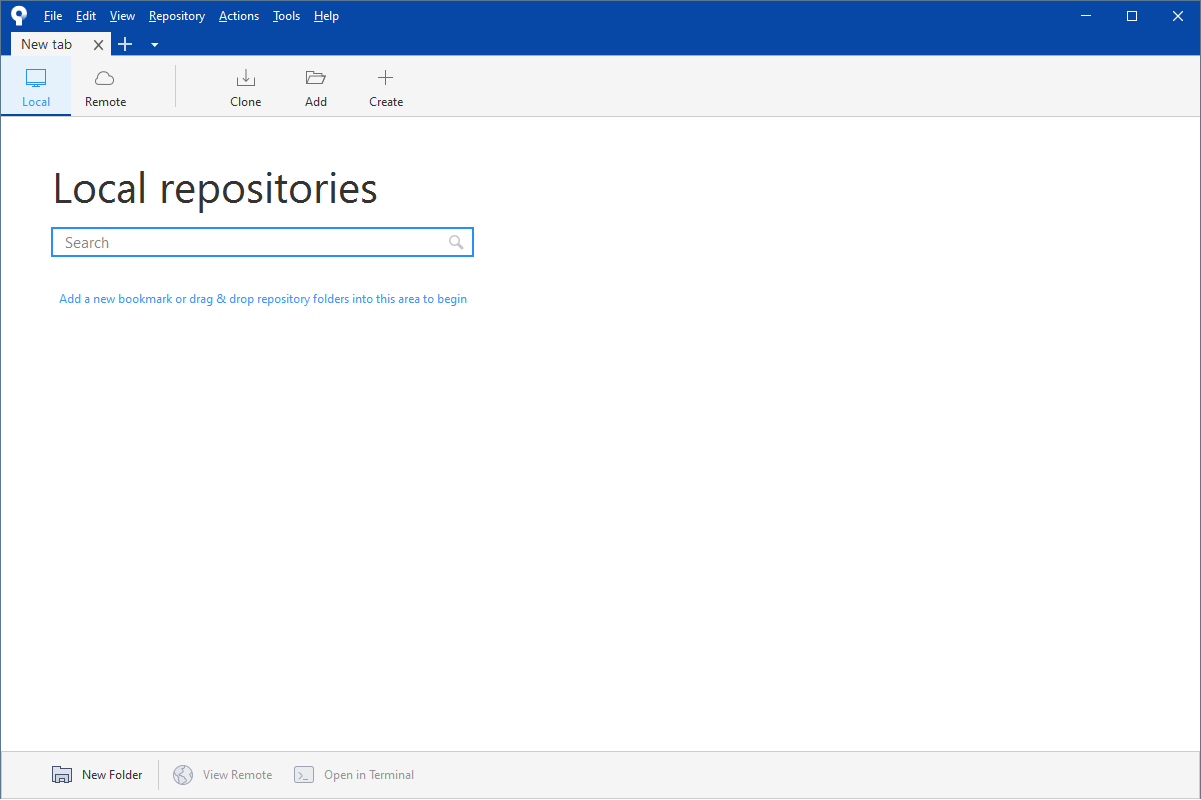 File Edit View Repository Actions Tools Help
New tab
Local Remote Clone Add Create
Local repositories
Search
Add a new bookmark or drag & drop repository folders into this area to begin
New Folder View Remote Open in Terminal